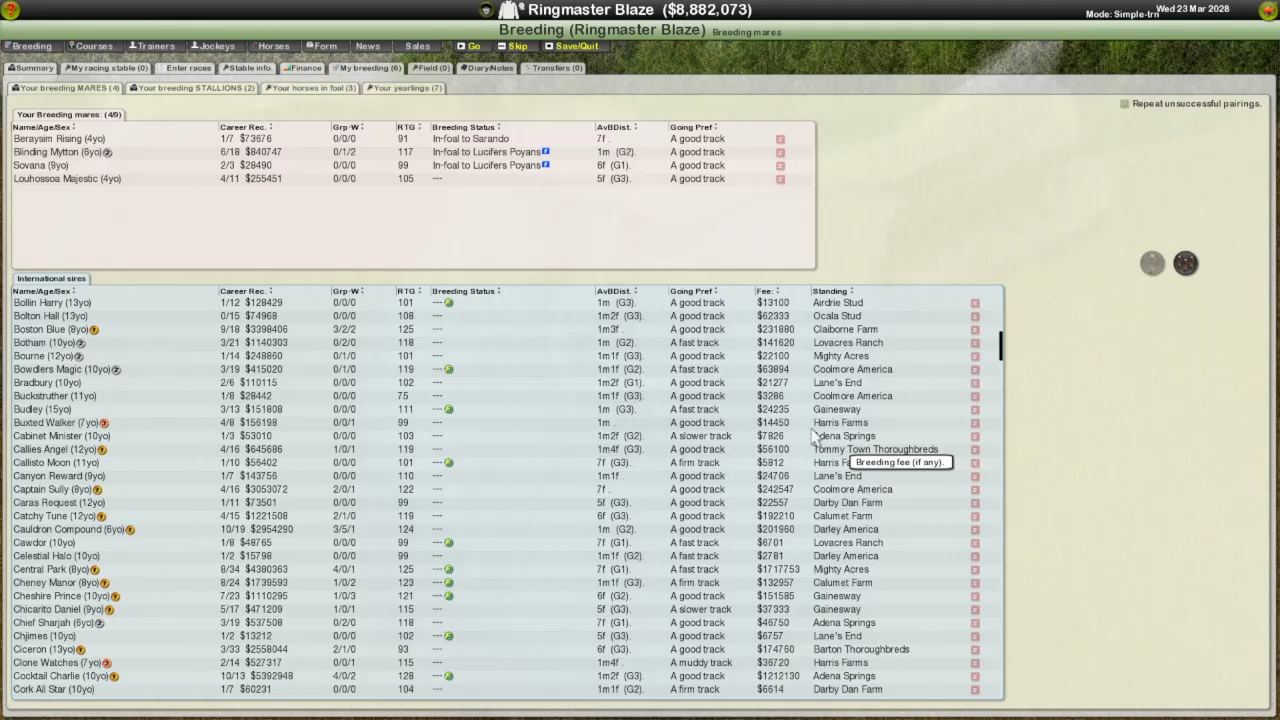 Ringmaster Blaze ($8,882,073)
Mode: Simple-trn Wed 23 Mar 2028
Breeding (Ringmaster Blaze) Breeding mares
Breeding Courses Trainers Jockeys Horses Form News Sales Go Skip Save/Quit
Summary My racing stable (0) Enter races Stable info. Finance My breeding (6) Field (0) Diary/Notes Transfers (0)
Your breeding MARES (4) Your breeding STALLIONS (2) Your horses in foal (3) Your yearlings (7)
Repeat unsuccessful pairings.
Your Breeding mares: (4/9)
Name/Age/Sex Career Rec. Grp-W RTG Breeding Status AvBDist. Going Pref
Beraysim Rising (4yo) 1/7 $73676 0/0/0 91 In-foal to Sarando 7f . A good track
Blinding Mytton (6yo) 6/18 $840747 0/1/2 117 In-foal to Lucifers Poyans 1m (G2). A good track
Sovana (9yo) 2/3 $28490 0/0/0 99 In-foal to Lucifers Poyans 6f (G1). A good track
Louhossoa Majestic (4yo) 4/11 $255451 0/0/0 105 --- 5f (G3). A good track
International sires
Name/Age/Sex Career Rec. Grp-W RTG Breeding Status AvBDist. Going Pref Fee: Standing
Bollin Harry (13yo) 1/12 $128429 0/0/0 101 --- 1m (G3). A good track $13100 Airdrie Stud
Bolton Hall (13yo) 0/15 $74968 0/0/0 108 --- 1m2f (G3). A good track $62333 Ocala Stud
Boston Blue (8yo) 9/18 $3398406 3/2/2 125 --- 1m3f . A good track $231880 Claiborne Farm
Botham (10yo) 3/21 $1140303 0/2/2 118 --- 1m (G2). A fast track $141620 Lovacres Ranch
Bourne (12yo) 1/14 $248860 0/1/0 101 --- 1m1f (G3). A good track $22100 Mighty Acres
Bowdlers Magic (10yo) 3/19 $415020 0/1/0 119 --- 1m1f (G2). A fast track $63894 Coolmore America
Bradbury (10yo) 2/6 $110115 0/0/0 102 --- 1m2f (G1). A good track $21277 Lane's End
Buckstruther (11yo) 1/8 $28442 0/0/0 75 --- 1m1f (G3). A good track $3286 Coolmore America
Budley (15yo) 3/13 $151808 0/0/0 111 --- 1m (G3). A fast track $24235 Gainesway
Buxted Walker (7yo) 4/8 $156198 0/0/1 99 --- 1m . A good track $14450 Harris Farms
Cabinet Minister (10yo) 1/3 $53010 0/0/0 103 --- 1m2f (G2). A slower track $7826 Adena Springs
Callies Angel (12yo) 4/16 $645686 1/0/1 119 --- 1m4f (G3). A good track $56100 Tommy Town Thoroughbreds
Callisto Moon (11yo) 1/10 $56402 0/0/0 101 --- 7f (G3). A firm track $5812 Harris Fa
Breeding fee (if any).
Canyon Reward (9yo) 1/7 $143756 0/0/0 110 --- 1m1f . A good track $24706 Lane's End
Captain Sully (8yo) 4/16 $3053072 2/0/1 122 --- 7f . A good track $242547 Coolmore America
Caras Request (12yo) 1/11 $73501 0/0/0 99 --- 5f (G3). A good track $22557 Darby Dan Farm
Catchy Tune (12yo) 4/15 $1221508 2/1/0 119 --- 6f (G3). A good track $192210 Calumet Farm
Cauldron Compound (6yo) 10/19 $2954290 3/5/1 124 --- 1m (G2). A good track $201960 Darley America
Cawdor (10yo) 1/8 $48765 0/0/0 99 --- 7f (G1). A fast track $6701 Lovacres Ranch
Celestial Halo (10yo) 1/2 $15798 0/0/0 99 --- 1m1f (G3). A fast track $2781 Darley America
Central Park (8yo) 8/34 $4380363 4/0/1 125 --- 7f (G1). A fast track $1717753 Mighty Acres
Cheney Manor (8yo) 8/24 $1739593 1/0/2 123 --- 1m1f (G3). A firm track $132957 Calumet Farm
Cheshire Prince (10yo) 7/23 $1110295 1/0/3 121 --- 6f (G2). A good track $151585 Gainesway
Chicarito Daniel (9yo) 5/17 $471209 1/0/1 115 --- 5f (G3). A slower track $37333 Gainesway
Chief Sharjah (6yo) 3/19 $537508 0/2/0 118 --- 7f (G1). A good track $46750 Adena Springs
Chjimes (10yo) 1/2 $13212 0/0/0 102 --- 5f (G3). A good track $6757 Lane's End
Ciceron (13yo) 3/33 $2558044 2/1/0 93 --- 6f (G3). A good track $174760 Barton Thoroughbreds
Clone Watches (7yo) 2/14 $527317 0/0/1 115 --- 1m4f . A muddy track $36720 Harris Farms
Cocktail Charlie (10yo) 10/13 $5392948 4/0/2 128 --- 1m2f (G3). A good track $1212130 Adena Springs
Cork All Star (10yo) 1/7 $60231 0/0/0 104 --- 1m1f (G2). A firm track $6614 Darby Dan Farm